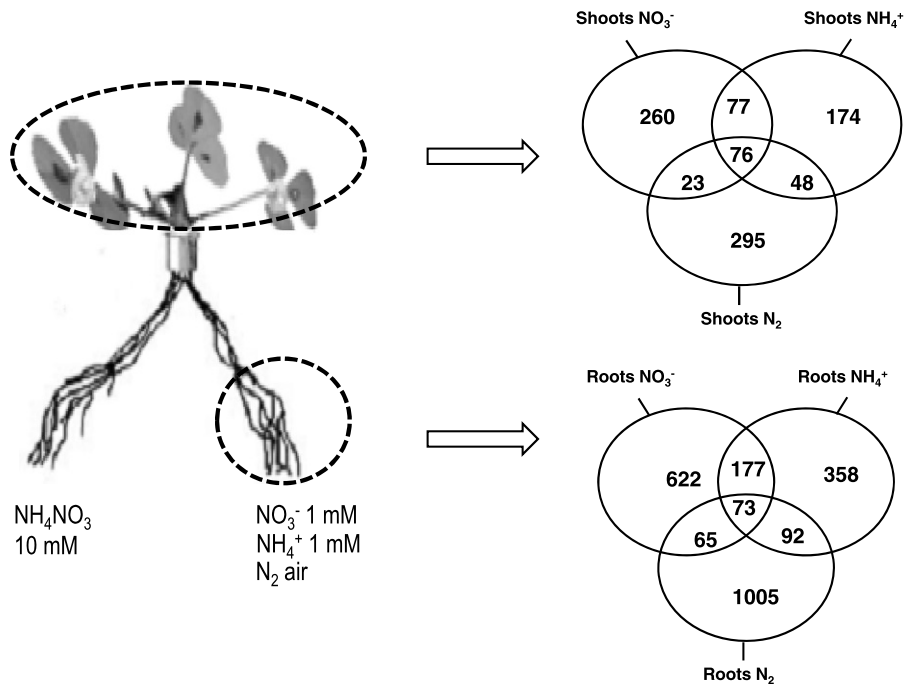 Shoots NO₃⁻
Shoots NH₄⁺
260
77
174
76
23
48
295
Shoots N₂
Roots NO₃⁻
Roots NH₄⁺
622
177
358
73
65
92
1005
Roots N₂
NH₄NO₃
10 mM
NO₃⁻ 1 mM
NH₄⁺ 1 mM
N₂ air